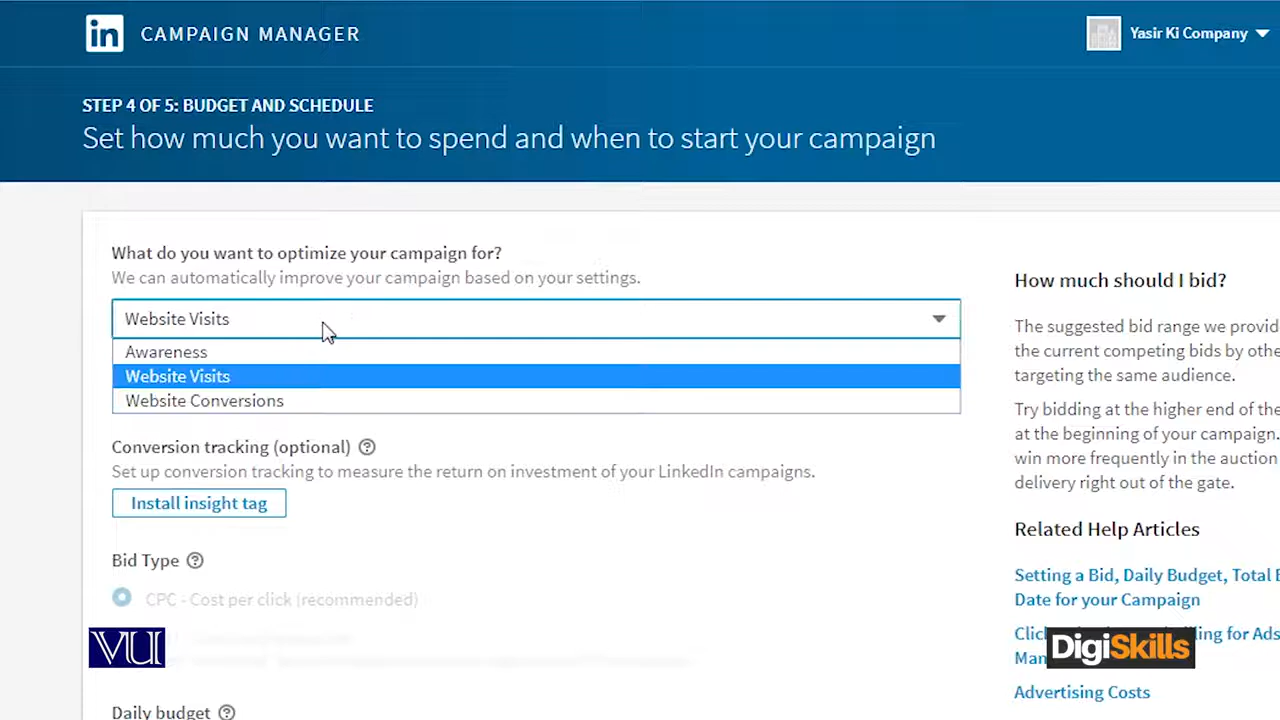 in CAMPAIGN MANAGER
Yasir Ki Company
STEP 4 OF 5: BUDGET AND SCHEDULE
Set how much you want to spend and when to start your campaign
What do you want to optimize your campaign for?
We can automatically improve your campaign based on your settings.
Website Visits
Awareness
Website Visits
Website Conversions
Conversion tracking (optional) ?
Set up conversion tracking to measure the return on investment of your LinkedIn campaigns.
Install insight tag
Bid Type ?
CPC - Cost per click (recommended)
Daily budget ?
How much should I bid?
The suggested bid range we provid
the current competing bids by othe
targeting the same audience.
Try bidding at the higher end of the
at the beginning of your campaign.
win more frequently in the auction
delivery right out of the gate.
Related Help Articles
Setting a Bid, Daily Budget, Total
Date for your Campaign
Clic lling for Ads
Man
Advertising Costs
VU
DigiSkills